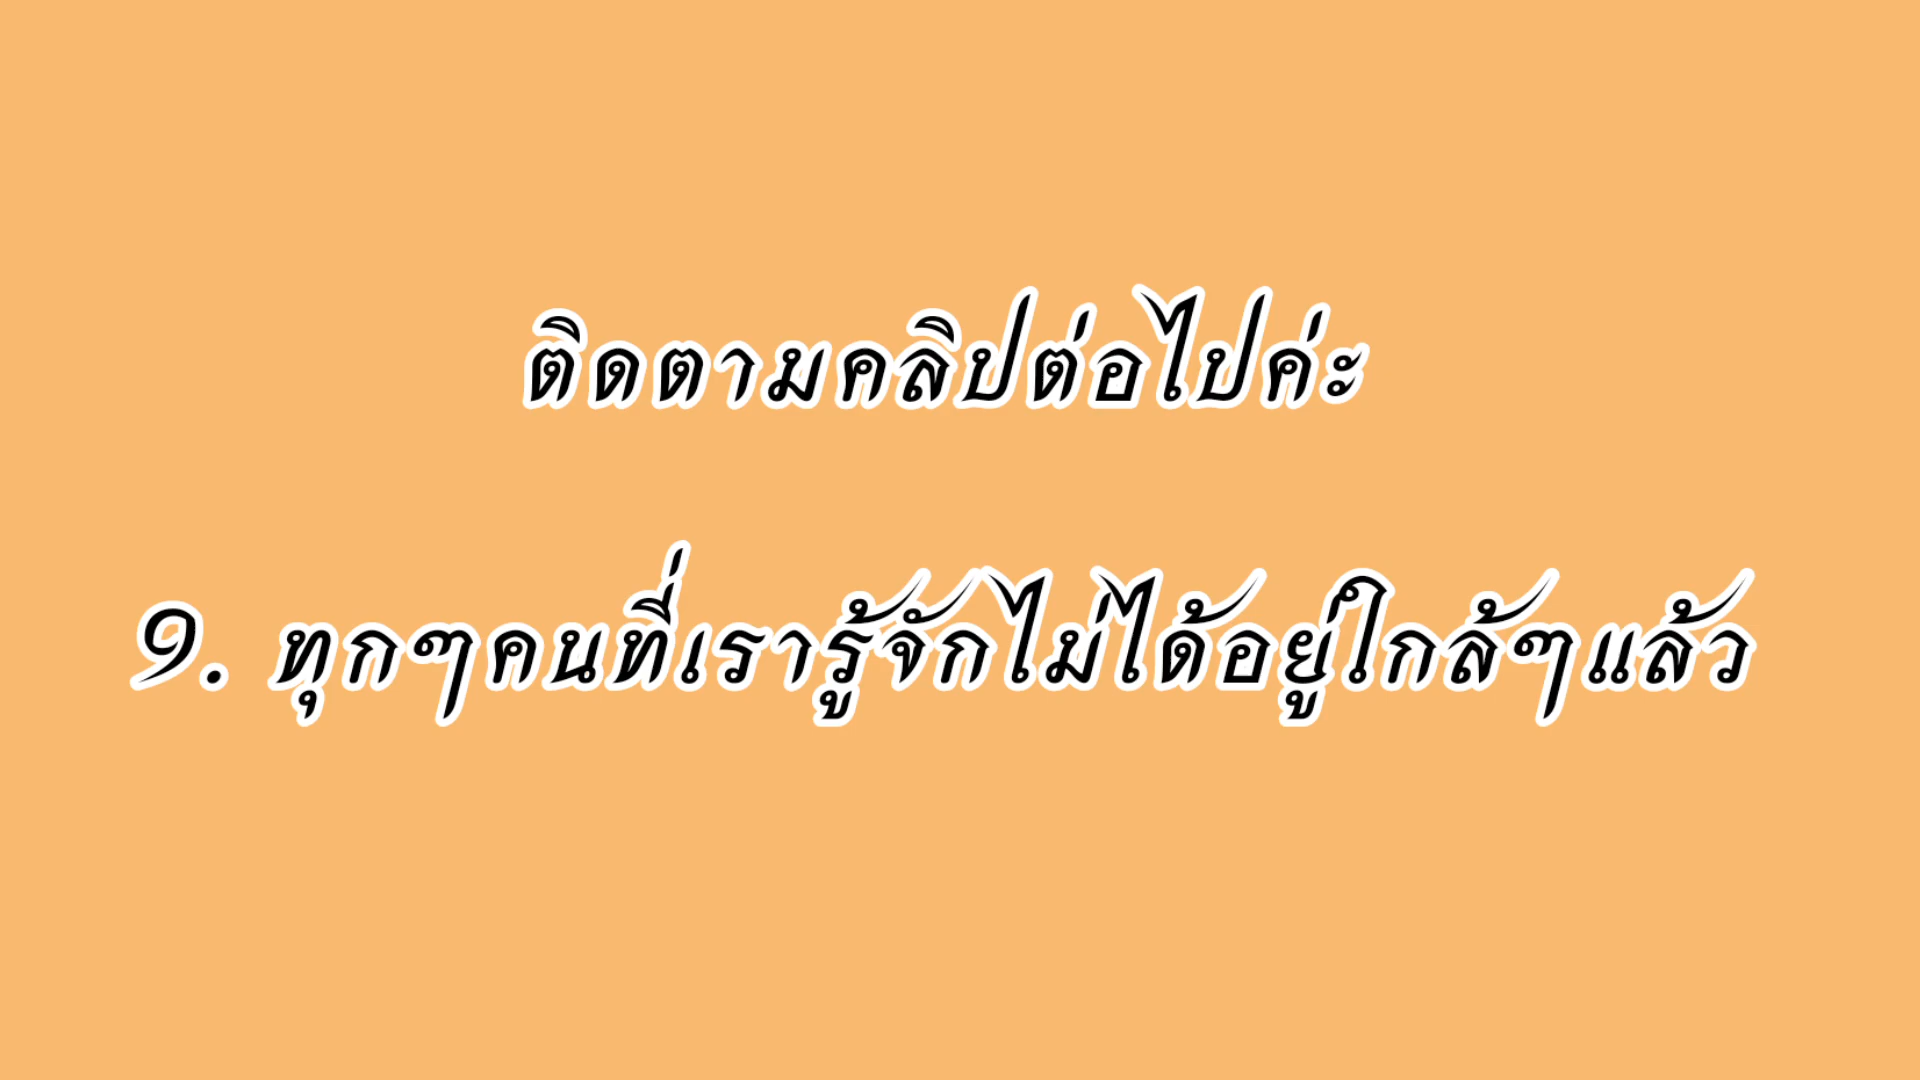 ติดตามคลิปต่อไปค่ะ
๑. ทุกๆคนที่เรารู้จักไม่ได้อยู่ใกล้ๆแล้ว